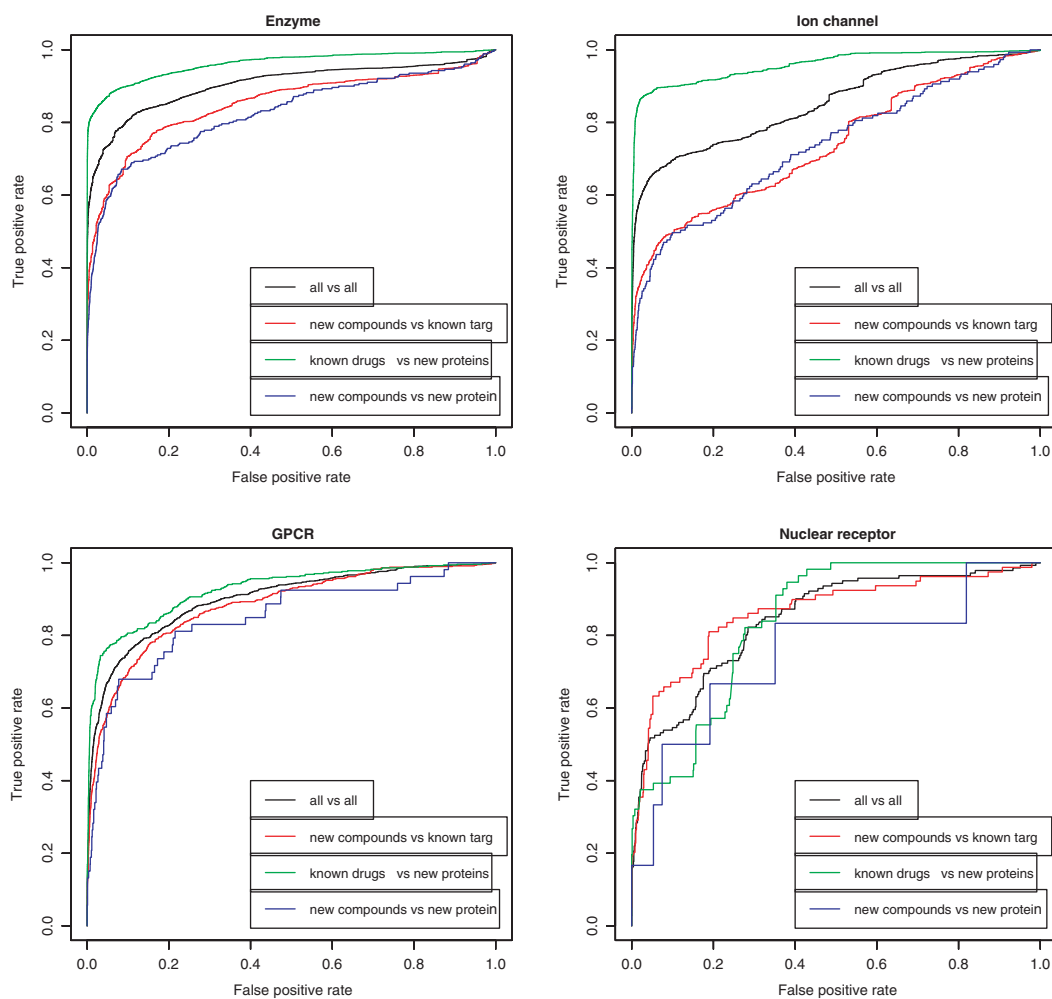 Enzyme
True positive rate
1.0
0.8
0.6
0.4
0.2
0.0
all vs all
new compounds vs known targ
known drugs vs new proteins
new compounds vs new protein
0.0 0.2 0.4 0.6 0.8 1.0
False positive rate
Ion channel
True positive rate
1.0
0.8
0.6
0.4
0.2
0.0
all vs all
new compounds vs known targ
known drugs vs new proteins
new compounds vs new protein
0.0 0.2 0.4 0.6 0.8 1.0
False positive rate
GPCR
True positive rate
1.0
0.8
0.6
0.4
0.2
0.0
all vs all
new compounds vs known targ
known drugs vs new proteins
new compounds vs new protein
0.0 0.2 0.4 0.6 0.8 1.0
False positive rate
Nuclear receptor
True positive rate
1.0
0.8
0.6
0.4
0.2
0.0
all vs all
new compounds vs known targ
known drugs vs new proteins
new compounds vs new protein
0.0 0.2 0.4 0.6 0.8 1.0
False positive rate